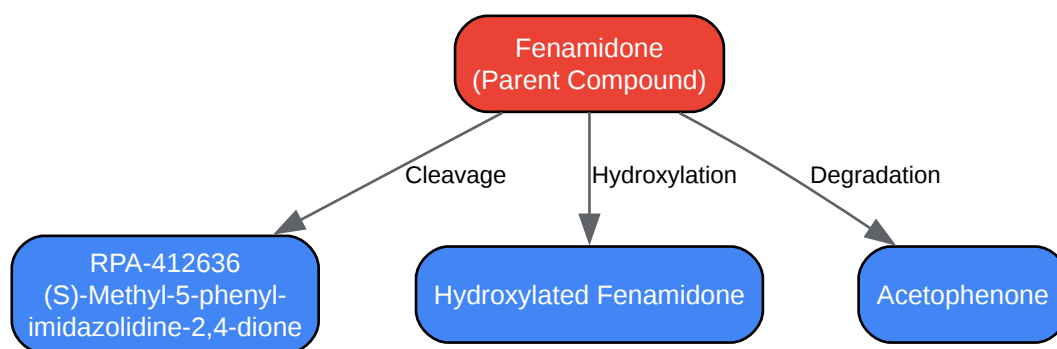 Fenamidone
(Parent Compound)
Cleavage
Hydroxylation
Degradation
RPA-412636
(S)-Methyl-5-phenyl-
imidazolidine-2,4-dione
Hydroxylated Fenamidone
Acetophenone